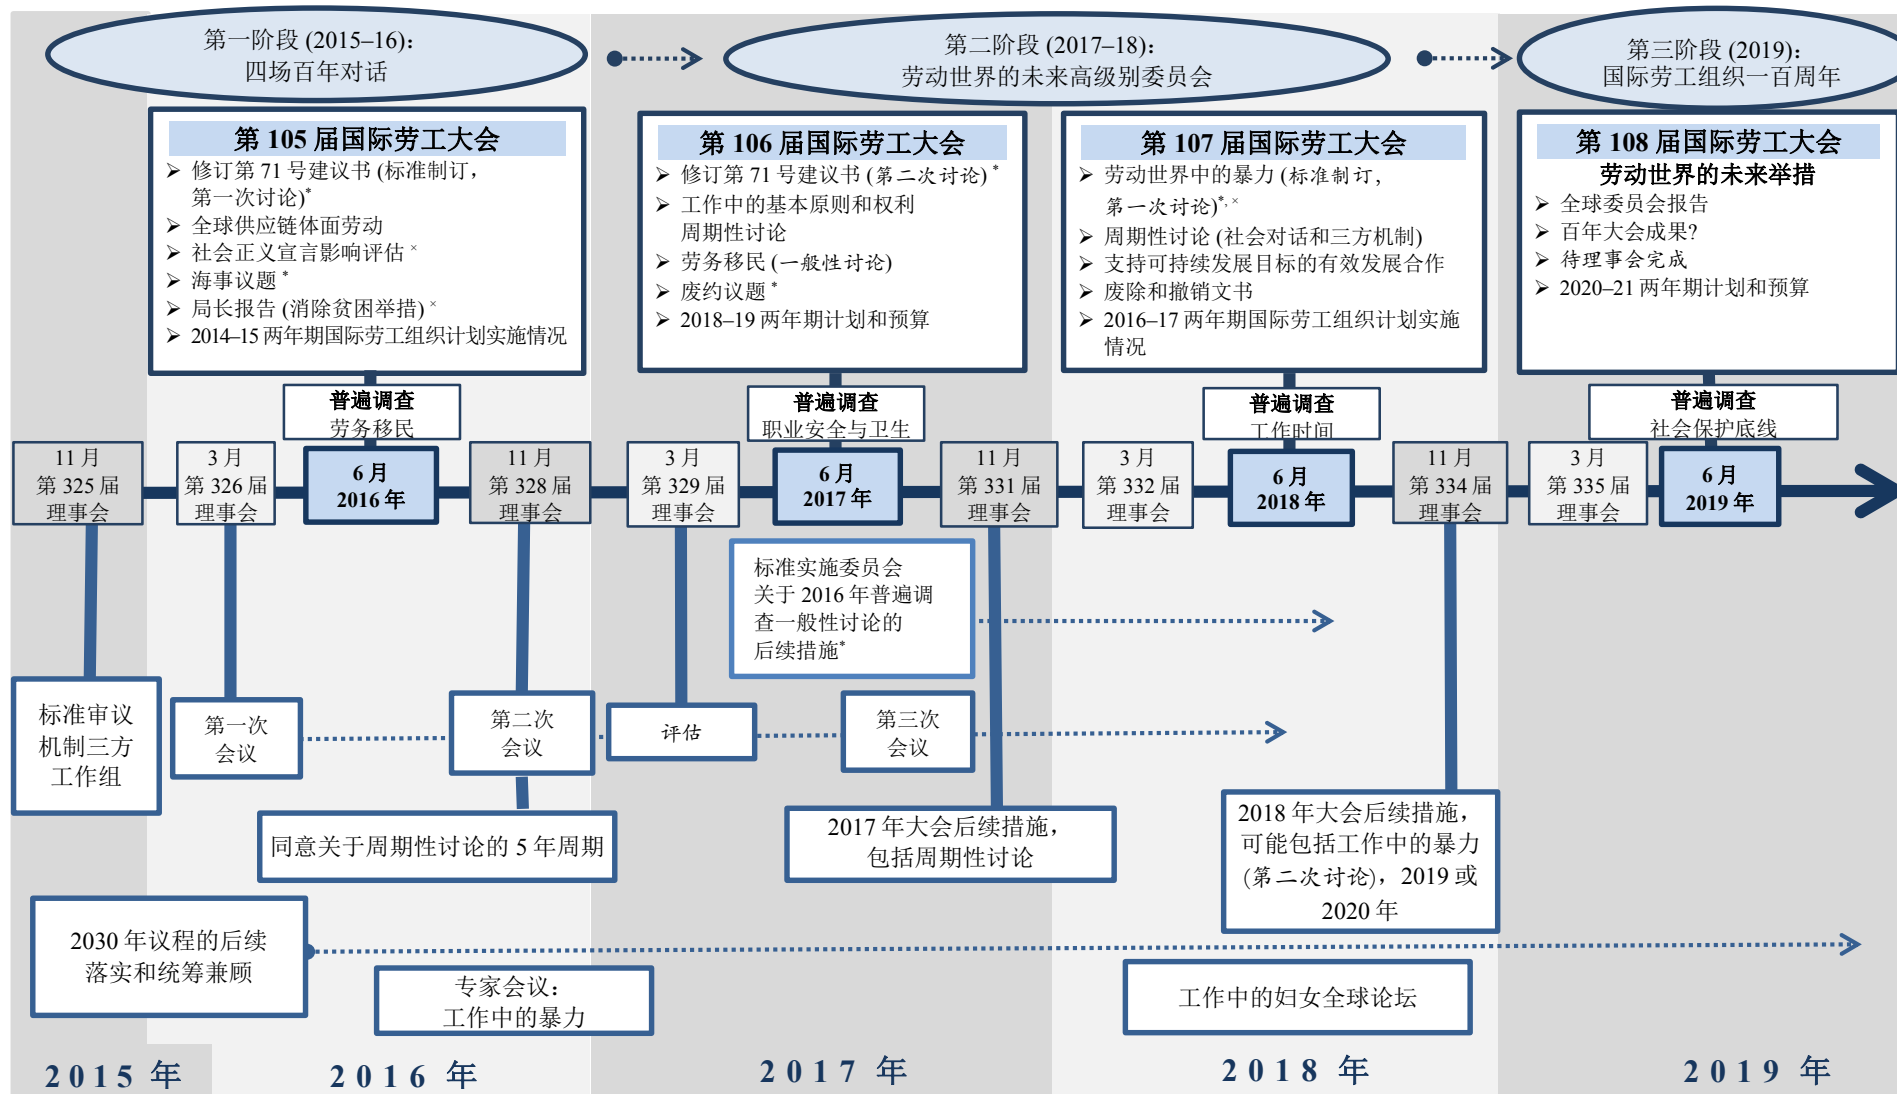 第一阶段 (2015–16)：
四场百年对话
第二阶段 (2017–18)：
劳动世界的未来高级别委员会
第三阶段 (2019)：
国际劳工组织一百周年
第 105 届国际劳工大会
➢ 修订第 71 号建议书 (标准制订，
第一次讨论)*
➢ 全球供应链体面劳动
➢ 社会正义宣言影响评估 ×
➢ 海事议题 *
➢ 局长报告 (消除贫困举措) ×
➢ 2014–15 两年期国际劳工组织计划实施情况
第 106 届国际劳工大会
➢ 修订第 71 号建议书 (第二次讨论) *
➢ 工作中的基本原则和权利
周期性讨论
➢ 劳务移民 (一般性讨论)
➢ 废约议题 *
➢ 2018–19 两年期计划和预算
第 107 届国际劳工大会
➢ 劳动世界中的暴力 (标准制订，
第一次讨论)*, ×
➢ 周期性讨论 (社会对话和三方机制)
➢ 支持可持续发展目标的有效发展合作
➢ 废除和撤销文书
➢ 2016–17 两年期国际劳工组织计划实施
情况
第 108 届国际劳工大会
劳动世界的未来举措
➢ 全球委员会报告
➢ 百年大会成果?
➢ 待理事会完成
➢ 2020–21 两年期计划和预算
普遍调查
劳务移民
普遍调查
职业安全与卫生
普遍调查
工作时间
普遍调查
社会保护底线
11 月
第 325 届
理事会
3 月
第 326 届
理事会
6 月
2016 年
11 月
第 328 届
理事会
3 月
第 329 届
理事会
6 月
2017 年
11 月
第 331 届
理事会
3 月
第 332 届
理事会
6 月
2018 年
11 月
第 334 届
理事会
3 月
第 335 届
理事会
6 月
2019 年
标准实施委员会
关于 2016 年普遍调
查一般性讨论的
后续措施*
标准审议
机制三方
工作组
第一次
会议
第二次
会议
评估
第三次
会议
同意关于周期性讨论的 5 年周期
2017 年大会后续措施，
包括周期性讨论
2018 年大会后续措施，
可能包括工作中的暴力
(第二次讨论)，2019 或
2020 年
2030 年议程的后续
落实和统筹兼顾
专家会议：
工作中的暴力
工作中的妇女全球论坛
2015 年
2016 年
2017 年
2018 年
2019 年